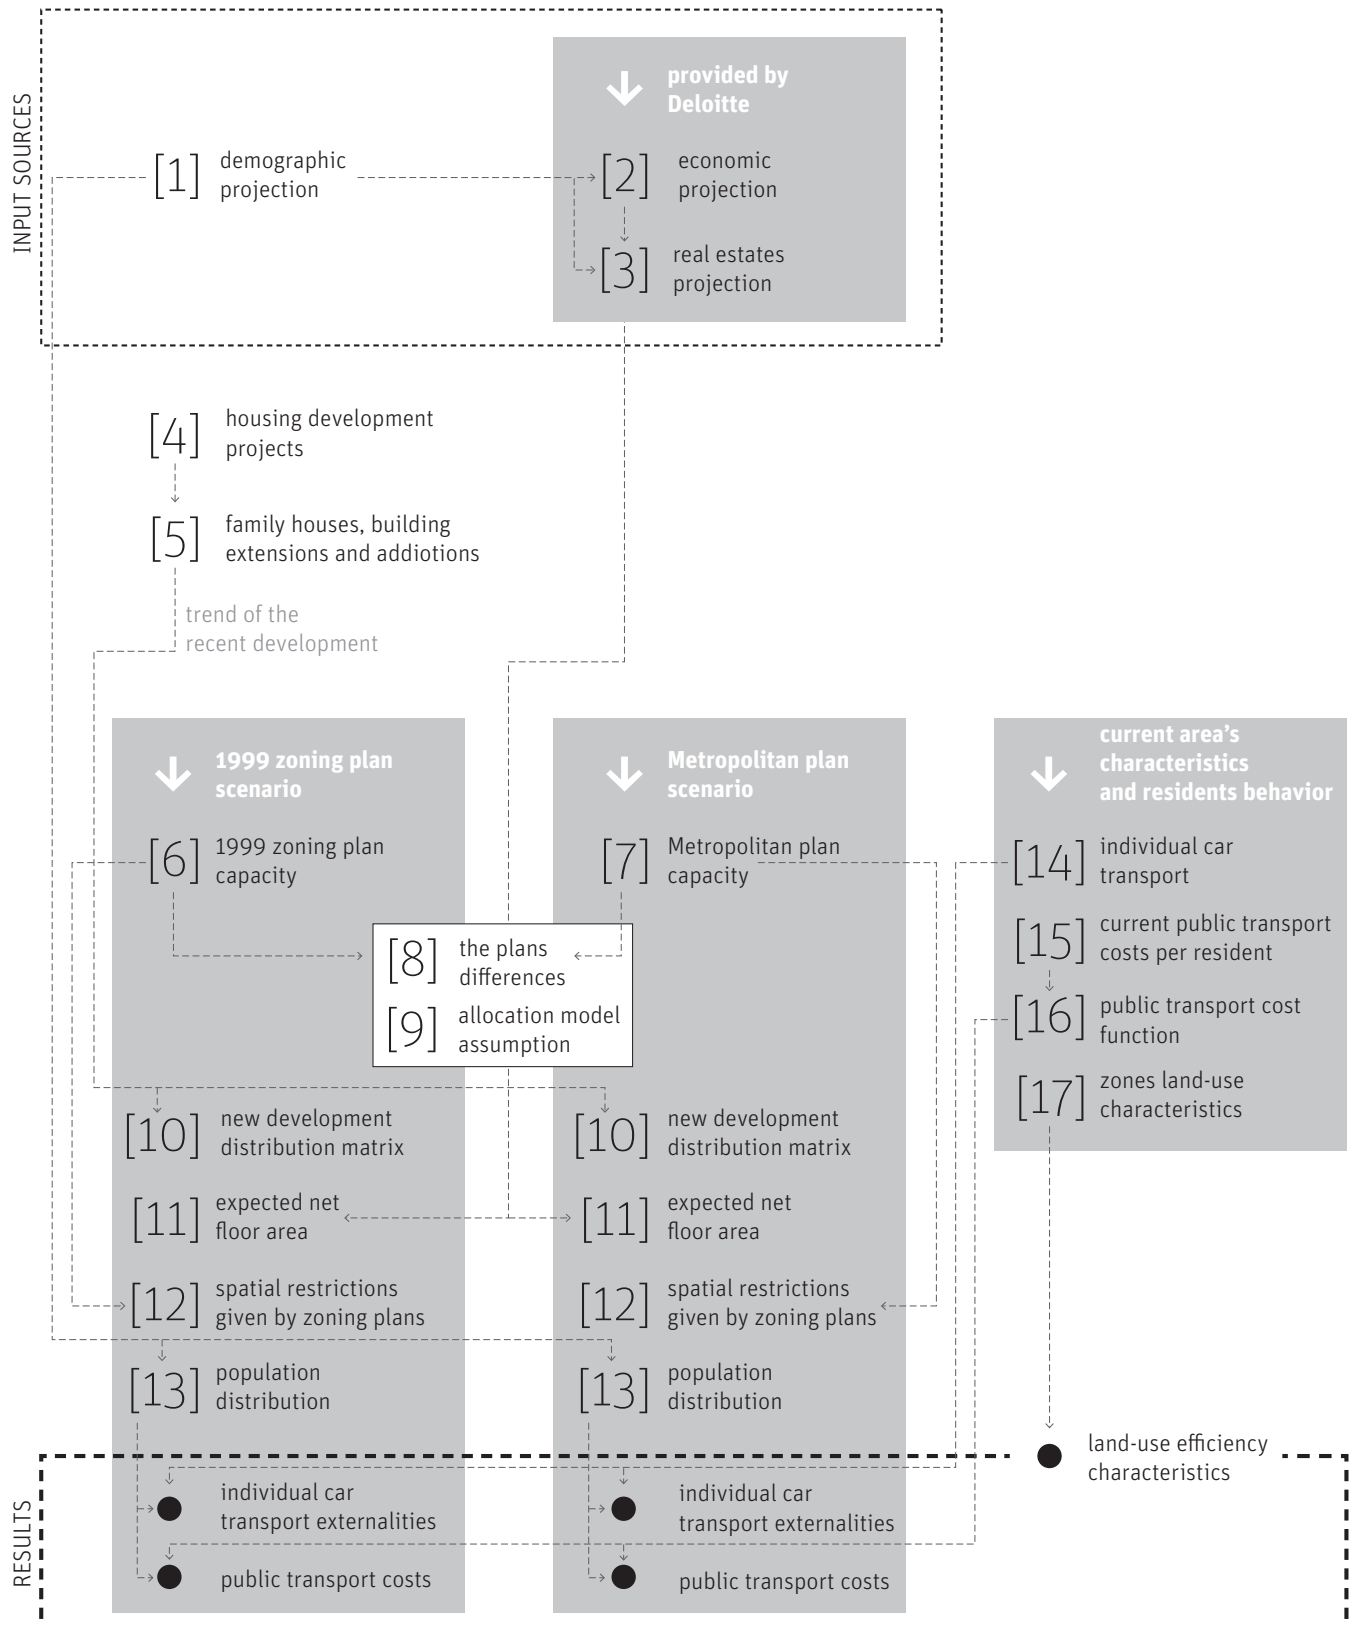 INPUT SOURCES
provided by
Deloitte
[1] demographic
projection
[2] economic
projection
[3] real estates
projection
[4] housing development
projects
[5] family houses, building
extensions and addiotions
trend of the
recent development
1999 zoning plan
scenario
[6] 1999 zoning plan
capacity
Metropolitan plan
scenario
[7] Metropolitan plan
capacity
[8] the plans
differences
[9] allocation model
assumption
[10] new development
distribution matrix
[11] expected net
floor area
[12] spatial restrictions
given by zoning plans
[13] population
distribution
[10] new development
distribution matrix
[11] expected net
floor area
[12] spatial restrictions
given by zoning plans
[13] population
distribution
current area's
characteristics
and residents behavior
[14] individual car
transport
[15] current public transport
costs per resident
[16] public transport cost
function
[17] zones land-use
characteristics
RESULTS
individual car
transport externalities
public transport costs
individual car
transport externalities
public transport costs
land-use efficiency
characteristics